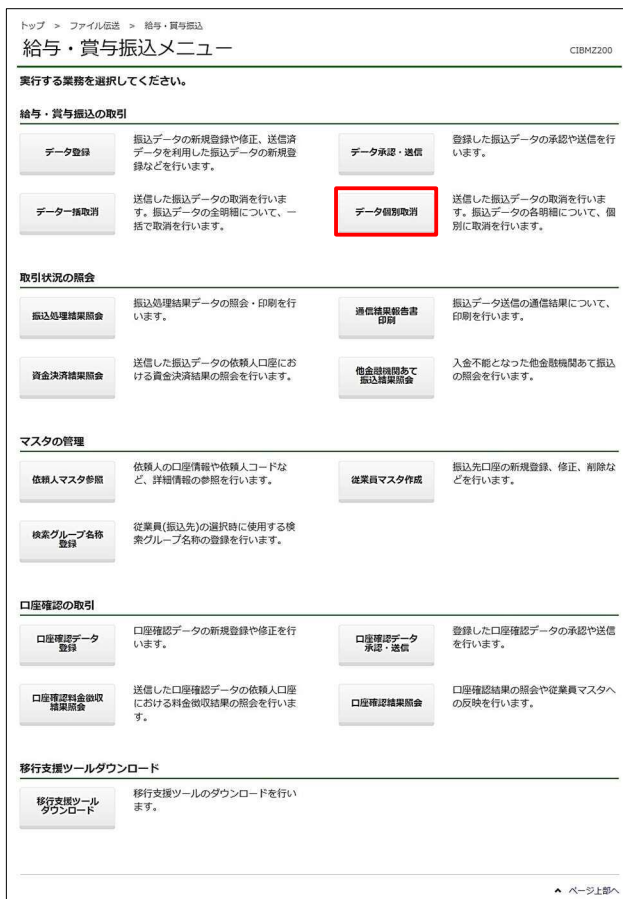 トップ > ファイル伝送 > 給与・賞与振込
給与・賞与振込メニュー
CIBMZ200
実行する業務を選択してください。
給与・賞与振込の取引
データ登録
振込データの新規登録や修正、送信済
データを利用した振込データの新規登
録などを行います。
データ承認・送信
登録した振込データの承認や送信を行
います。
データ一括取消
送信した振込データの取消を行いま
す。振込データの全明細について、一
括で取消を行います。
データ個別取消
送信した振込データの取消を行いま
す。振込データの各明細について、個
別に取消を行います。
取引状況の照会
振込処理結果照会
振込処理結果データの照会・印刷を行
います。
通信結果報告書
印刷
振込データ送信の通信結果について、
印刷を行います。
資金決済結果照会
送信した振込データの依頼人口座にお
ける資金決済結果の照会を行います。
他金融機関あて
振込結果照会
入金不能となった他金融機関あて振込
の照会を行います。
マスタの管理
依頼人マスタ参照
依頼人の口座情報や依頼人コードな
ど、詳細情報の参照を行います。
従業員マスタ作成
振込先口座の新規登録、修正、削除な
どを行います。
検索グループ名称
登録
従業員(振込先)の選択時に使用する検
索グループ名称の登録を行います。
口座確認の取引
口座確認データ
登録
口座確認データの新規登録や修正を行
います。
口座確認データ
承認・送信
登録した口座確認データの承認や送信
を行います。
口座確認料金徴収
結果照会
送信した口座確認データの依頼人口座
における料金徴収結果の照会を行いま
す。
口座確認結果照会
口座確認結果の照会や従業員マスタへ
の反映を行います。
移行支援ツールダウンロード
移行支援ツール
ダウンロード
移行支援ツールのダウンロードを行い
ます。
ページ上部へ